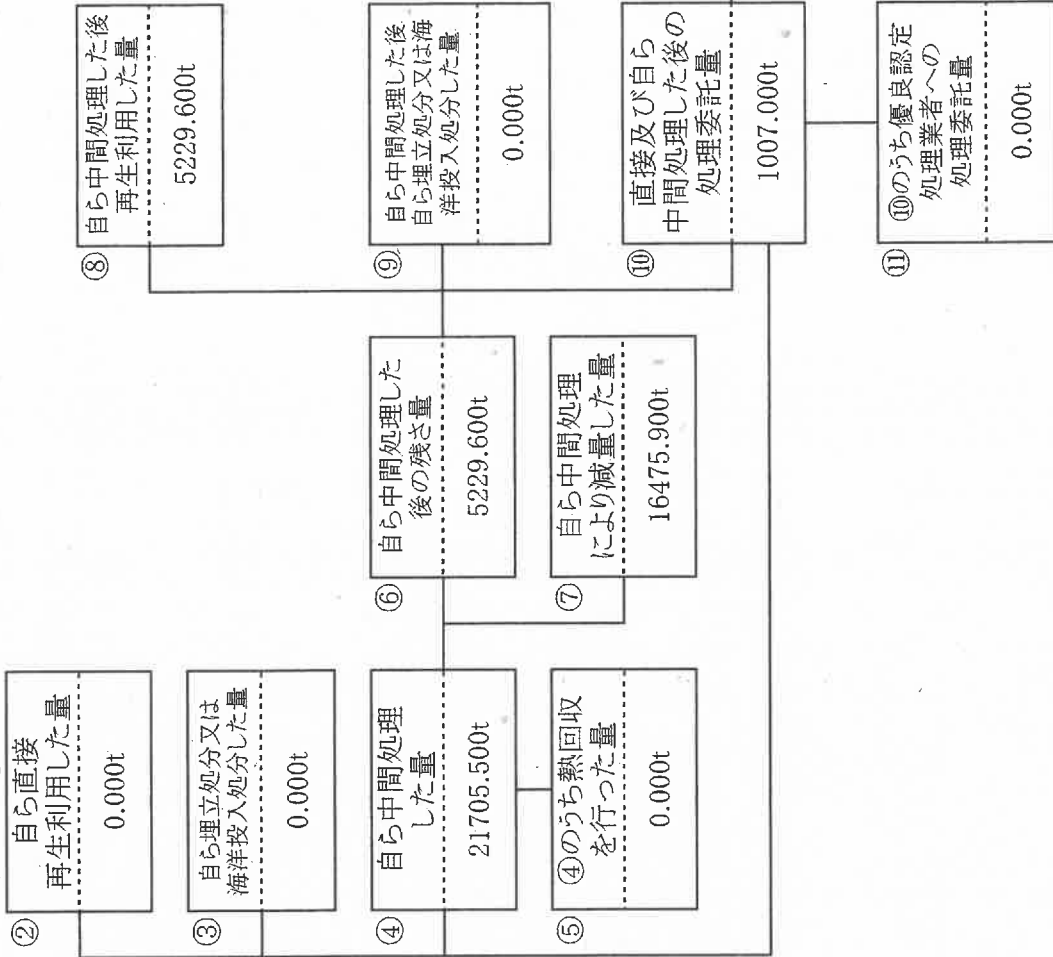 ②
自ら直接
再生利用した量
0.000t
③
自ら埋立処分又は
海洋投入処分した量
0.000t
④
自ら中間処理
した量
21705.500t
⑤
④のうち熱回収
を行った量
0.000t
⑥
自ら中間処理した
後の残さ量
5229.600t
⑦
自ら中間処理
により減量した量
16475.900t
⑧
自ら中間処理した後
再生利用した量
5229.600t
⑨
自ら中間処理した後
自ら埋立処分又は海
洋投入処分した量
0.000t
⑩
直接及び自ら
中間処理した後の
処理委託量
1007.000t
⑪
⑩のうち優良認定
処理業者への
処理委託量
0.000t